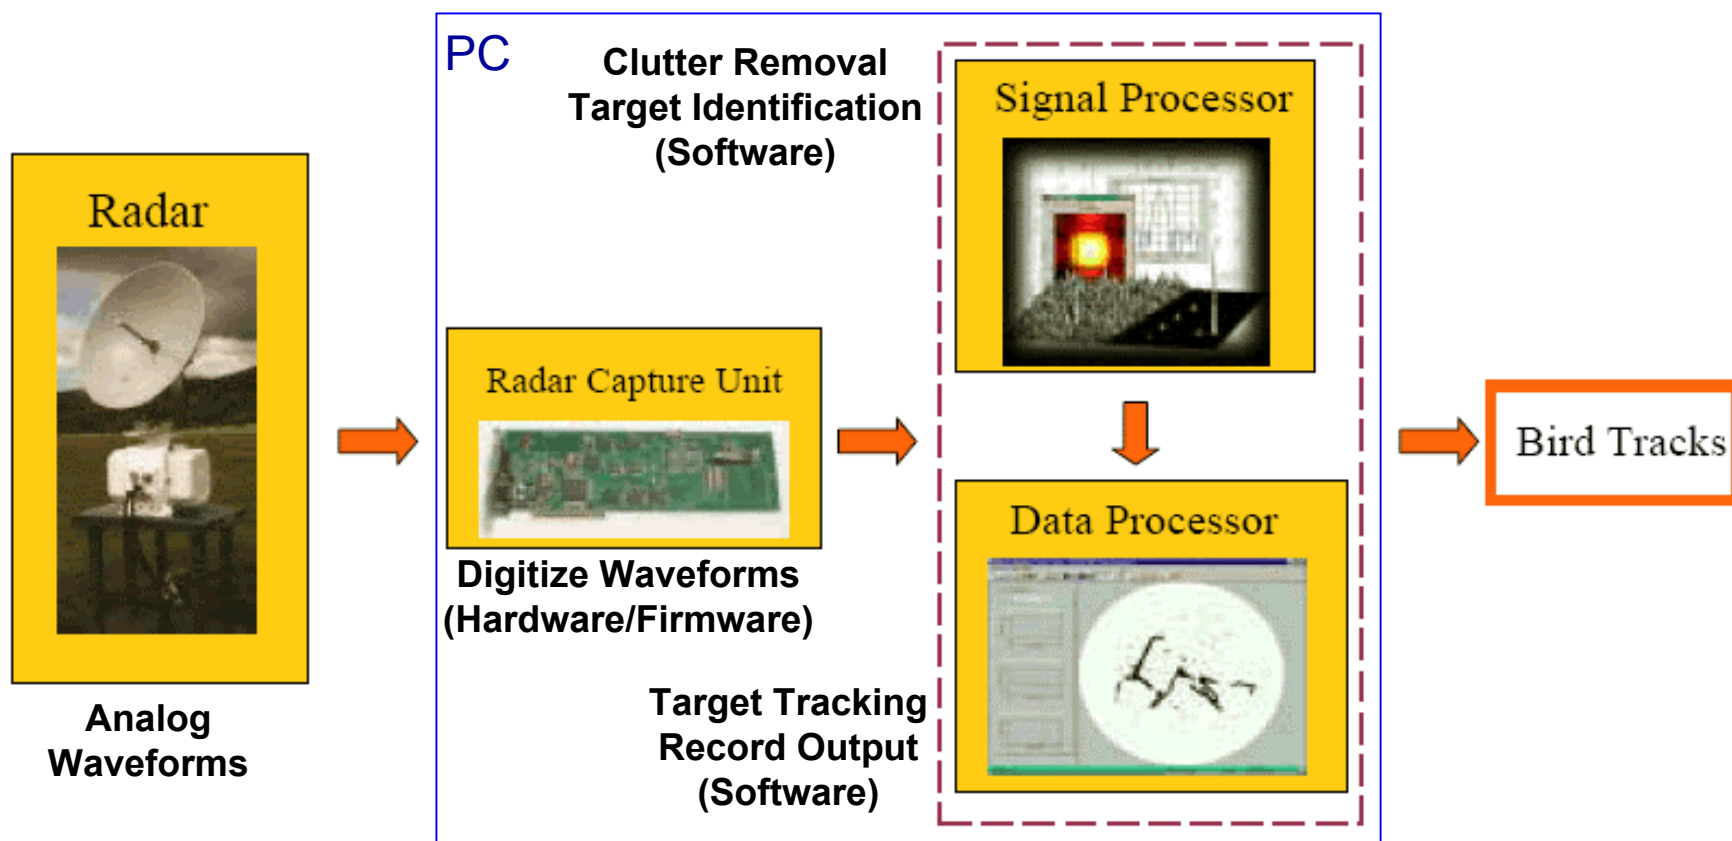 Radar
Analog
Waveforms
PC
Clutter Removal
Target Identification
(Software)
Signal Processor
Radar Capture Unit
Digitize Waveforms
(Hardware/Firmware)
Data Processor
Target Tracking
Record Output
(Software)
Bird Tracks